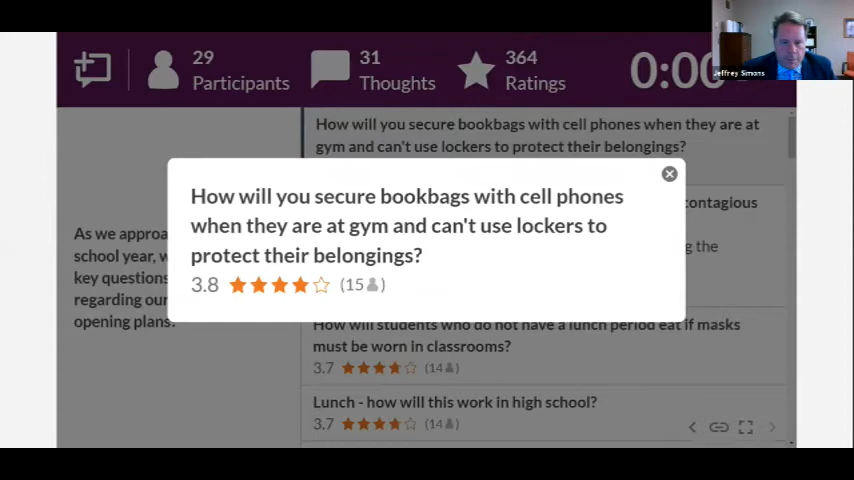 29
Participants
31
Thoughts
364
Ratings
0:00
Jeffrey Simons
How will you secure bookbags with cell phones when they are at
gym and can't use lockers to protect their belongings?
How will you secure bookbags with cell phones
when they are at gym and can't use lockers to
protect their belongings?
3.8
(15)
contagious
the
As we approa
school year, w
key questions
regarding our
opening plans.
How will students who do not have a lunch period eat if masks
must be worn in classrooms?
3.7
(14)
Lunch - how will this work in high school?
3.7
(14)